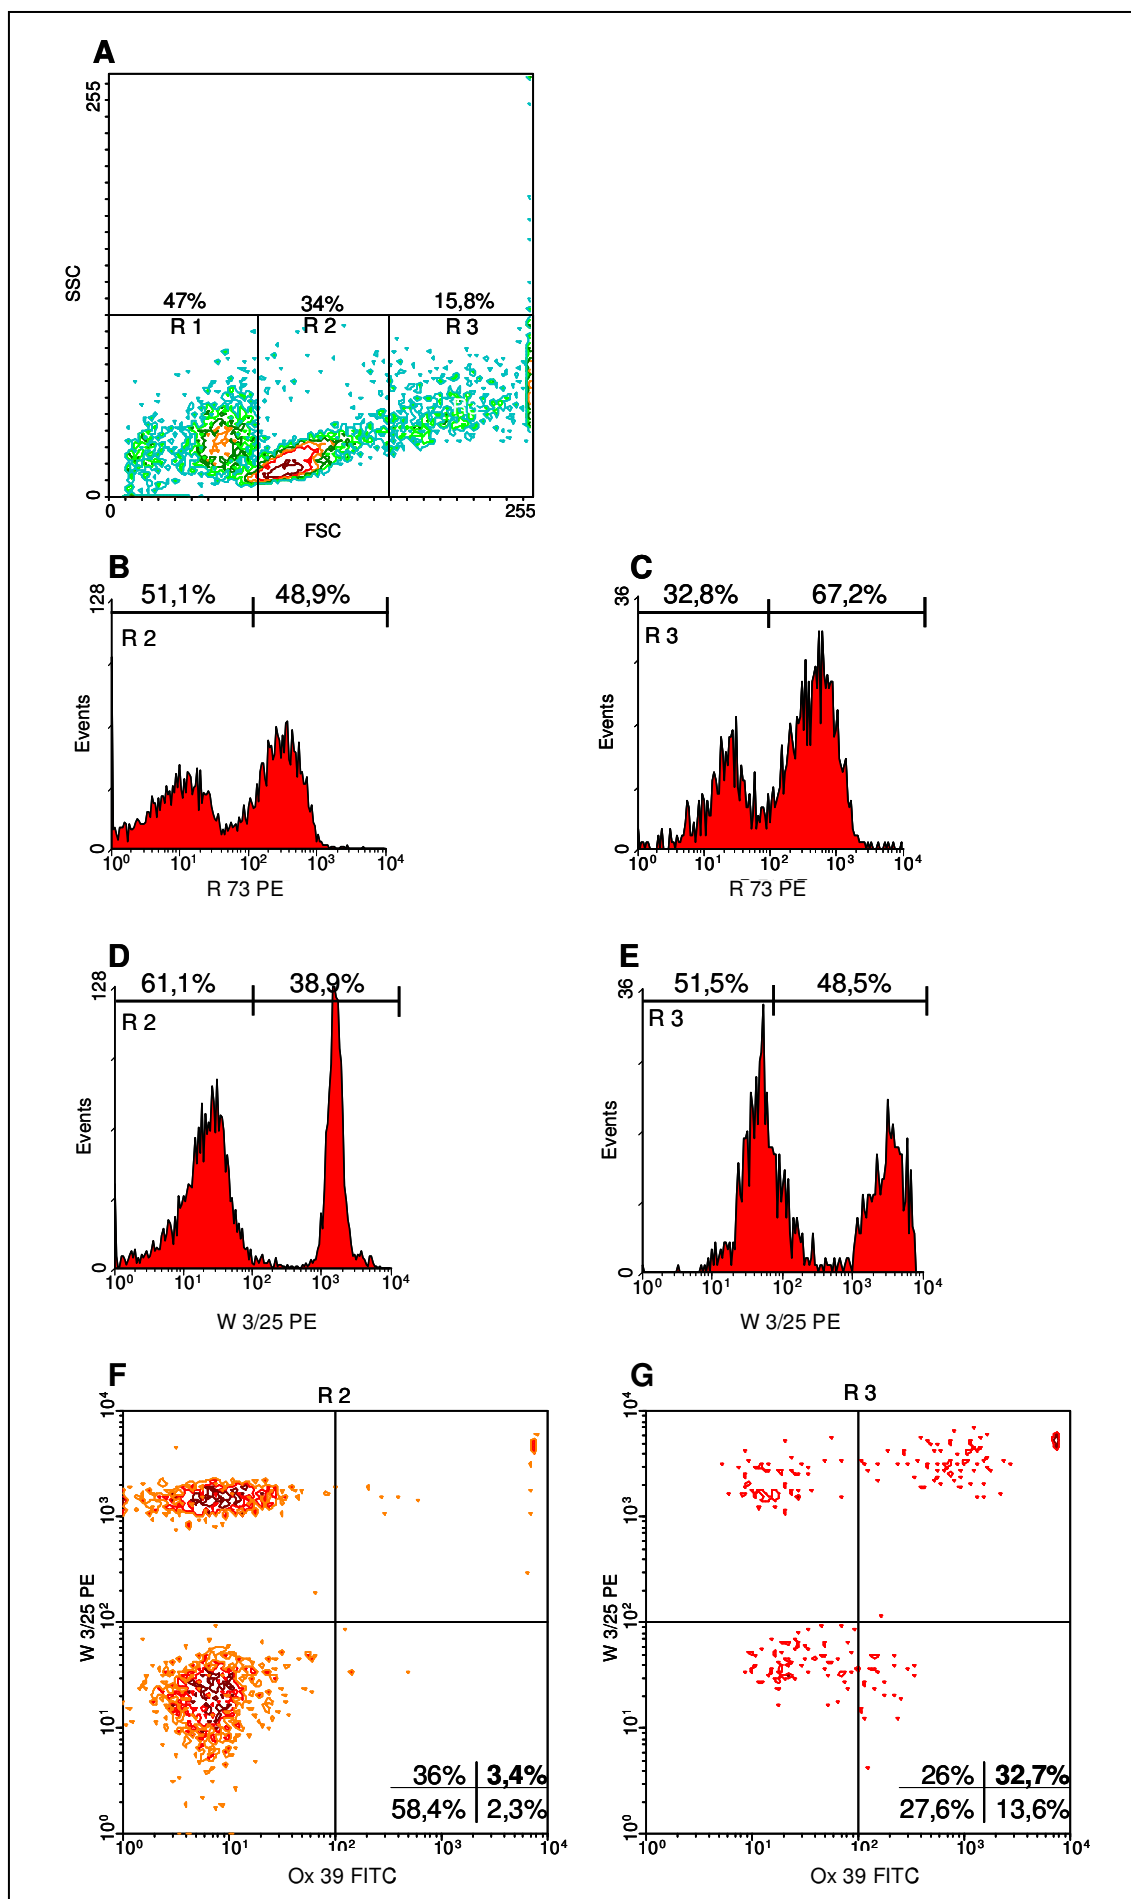 A
255
SSC
47%
34%
15,8%
R 1
R 2
R 3
0
0
255
FSC
B
51,1%
48,9%
128
R 2
Events
0
10⁰
10¹
10²
10³
10⁴
R 73 PE
C
32,8%
67,2%
36
R 3
Events
0
10⁰
10¹
10²
10³
10⁴
R 73 PE
D
61,1%
38,9%
128
R 2
Events
0
10⁰
10¹
10²
10³
10⁴
W 3/25 PE
E
51,5%
48,5%
36
R 3
Events
0
10⁰
10¹
10²
10³
10⁴
W 3/25 PE
F
R 2
10⁴
10³
10²
10¹
10⁰
W 3/25 PE
36%
3,4%
58,4%
2,3%
10⁰
10¹
10²
10³
10⁴
Ox 39 FITC
G
R 3
10⁴
10³
10²
10¹
10⁰
W 3/25 PE
26%
32,7%
27,6%
13,6%
10⁰
10¹
10²
10³
10⁴
Ox 39 FITC